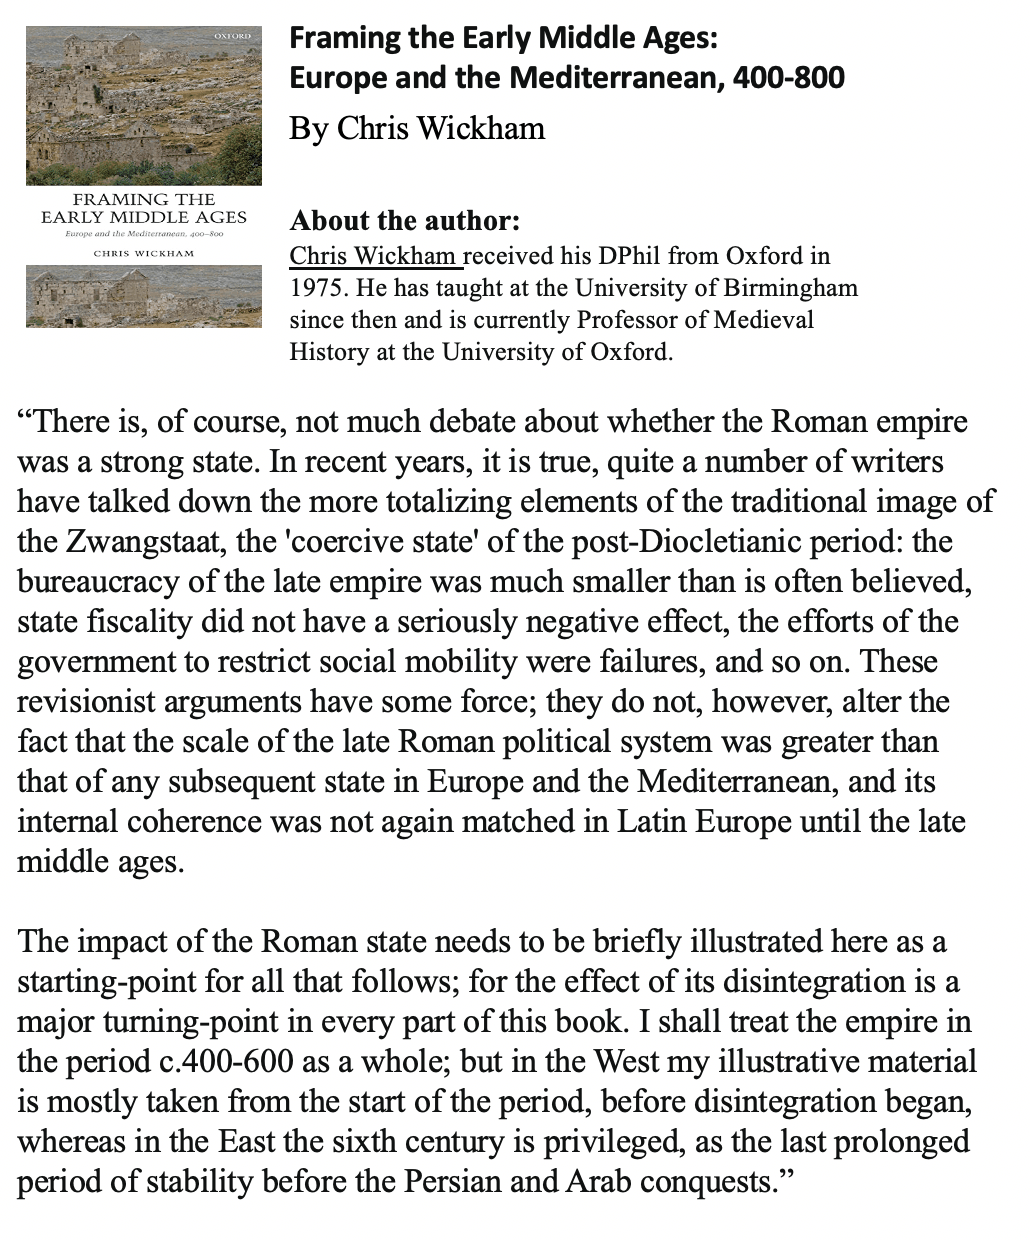 OXFORD
FRAMING THE
EARLY MIDDLE AGES
Europe and the Mediterranean, 400–800
CHRIS WICKHAM
Framing the Early Middle Ages:
Europe and the Mediterranean, 400-800
By Chris Wickham
About the author:
Chris Wickham received his DPhil from Oxford in
1975. He has taught at the University of Birmingham
since then and is currently Professor of Medieval
History at the University of Oxford.
“There is, of course, not much debate about whether the Roman empire
was a strong state. In recent years, it is true, quite a number of writers
have talked down the more totalizing elements of the traditional image of
the Zwangstaat, the 'coercive state' of the post-Diocletianic period: the
bureaucracy of the late empire was much smaller than is often believed,
state fiscality did not have a seriously negative effect, the efforts of the
government to restrict social mobility were failures, and so on. These
revisionist arguments have some force; they do not, however, alter the
fact that the scale of the late Roman political system was greater than
that of any subsequent state in Europe and the Mediterranean, and its
internal coherence was not again matched in Latin Europe until the late
middle ages.
The impact of the Roman state needs to be briefly illustrated here as a
starting-point for all that follows; for the effect of its disintegration is a
major turning-point in every part of this book. I shall treat the empire in
the period c.400-600 as a whole; but in the West my illustrative material
is mostly taken from the start of the period, before disintegration began,
whereas in the East the sixth century is privileged, as the last prolonged
period of stability before the Persian and Arab conquests.”